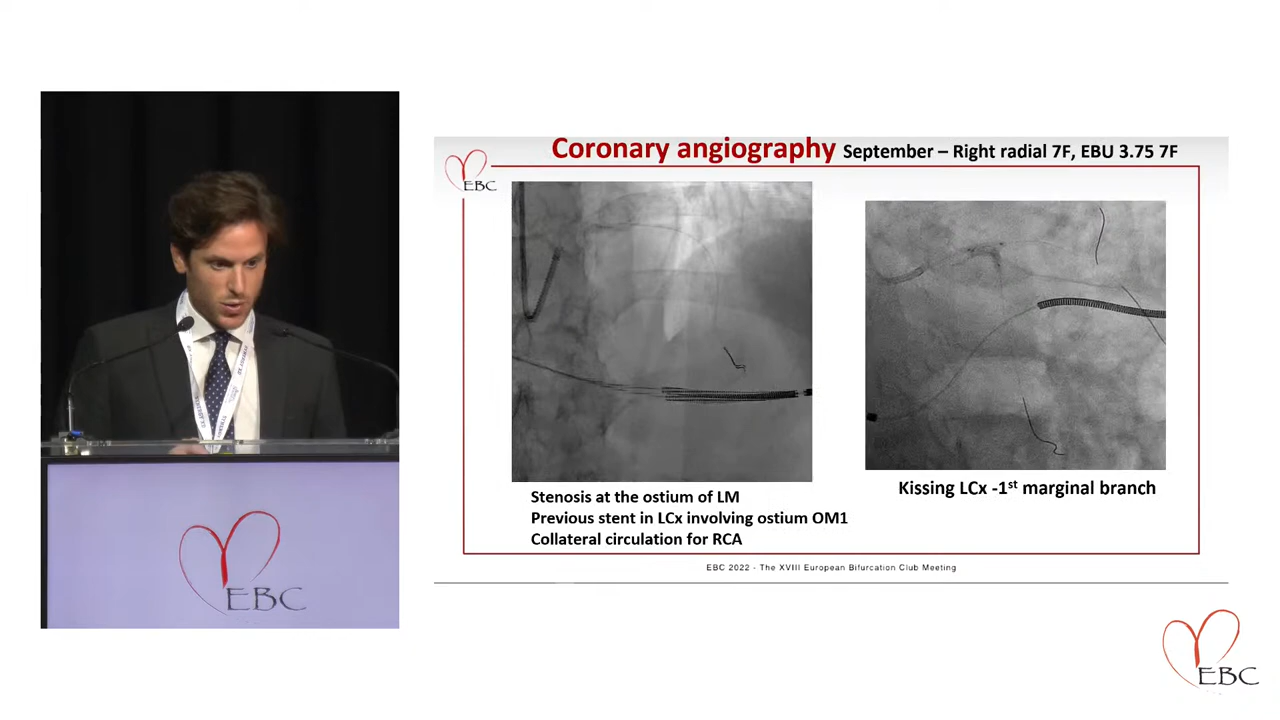 Coronary angiography September – Right radial 7F, EBU 3.75 7F
EBC
Stenosis at the ostium of LM
Previous stent in LCx involving ostium OM1
Collateral circulation for RCA
Kissing LCx -1st marginal branch
EBC 2022 - The XVIII European Bifurcation Club Meeting
EBC
EBC